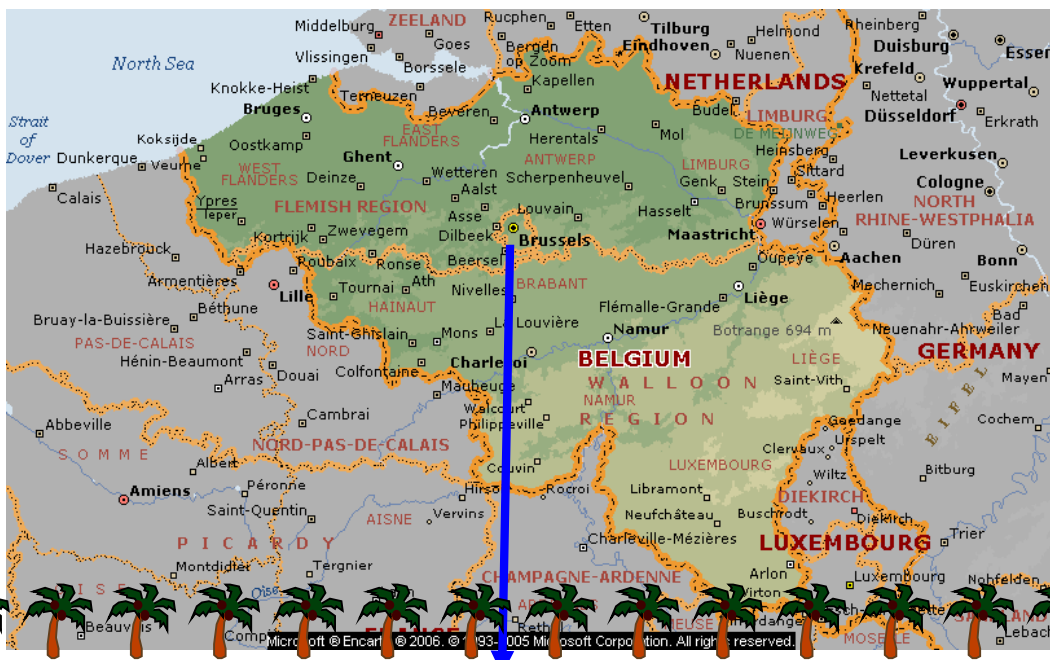 ZEELAND
Rucphen
Tilburg
Helmond
Rheinberg
Middelburg
Etten
Duisburg
Essen
Goes
Bergen
op Zoom
Eindhoven
Nuenen
North Sea
Vlissingen
Borssele
Krefeld
Knokke-Heist
Kapellen
NETHERLANDS
Nettetal
Wuppertal
Bruges
Terneuzen
Beveren
Antwerp
Budel
LIMBURG
Düsseldorf
Erkrath
Strait
of
Dover
Koksijde
Oostkamp
EAST
FLANDERS
Herentals
Mol
DE MEIJNWEG
Heinsberg
Leverkusen
Dunkerque
Veurne
WEST
FLANDERS
Ghent
ANTWERP
LIMBURG
Sittard
Calais
Deinze
Wetteren
Scherpenheuvel
Genk
Stein
Cologne
Aalst
Brunssum
Heerlen
NORTH
RHINE-WESTPHALIA
Ypres
Ieper
FLEMISH REGION
Asse
Louvain
Hasselt
Würselen
Kortrijk
Zwevegem
Dilbeek
Brussels
Maastricht
Düren
Hazebrouck
Roubaix
Ronse
Beersel
Oupeye
Aachen
Bonn
Armentières
Lille
Tournai
Ath
Nivelles
BRABANT
Liège
Mechernich
Euskirchen
Béthune
HAINAUT
Flémalle-Grande
Bad
Neuenahr-Ahrweiler
Bruay-la-Buissière
Saint-Ghislain
Mons
La Louvière
Namur
Botrange 694 m
PAS-DE-CALAIS
NORD
Charleroi
BELGIUM
LIÈGE
GERMANY
Hénin-Beaumont
Douai
Colfontaine
WALLOON
REGION
Saint-Vith
Mayen
Arras
Maubeuge
NAMUR
EIFEL
Cambrai
Walcourt
Philippeville
Gaedange
Cochem
Abbeville
NORD-PAS-DE-CALAIS
Urspelt
SOMME
Clervaux
Albert
Couvin
LUXEMBOURG
Wiltz
Bitburg
Amiens
Péronne
Hirson
Rocroi
Libramont
DIEKIRCH
Saint-Quentin
AISNE
Vervins
Neufchâteau
Buschrodt
Diekirch
PICARDY
Charleville-Mézières
LUXEMBOURG
Trier
Montdidier
Tergnier
CHAMPAGNE-ARDENNE
Arlon
Luxembourg
Nohfelden
Oise
Virton
Beauvais
MEUSE
MOSELLE
Lebach
Microsoft ® Encarta ® 2006. © 1993-2005 Microsoft Corporation. All rights reserved.